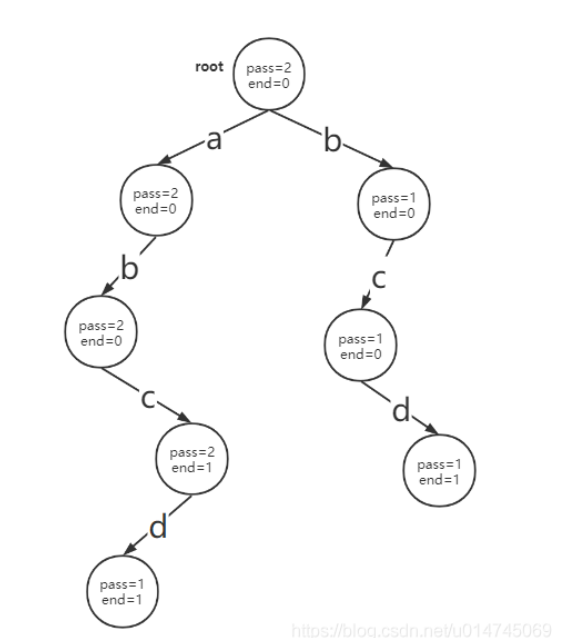 root
pass=2
end=0
a
b
pass=2
end=0
pass=1
end=0
b
c
pass=2
end=0
pass=1
end=0
c
d
pass=2
end=1
pass=1
end=1
d
pass=1
end=1
https://blog.csdn.net/u014745069